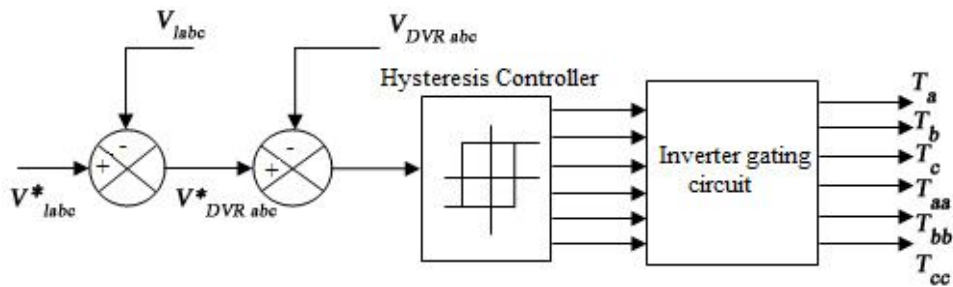 V_labc
V_DVR abc
Hysteresis Controller
- + - +
V*_labc
V*_DVR abc
Inverter gating
circuit
T_a
T_b
T_c
T_aa
T_bb
T_cc